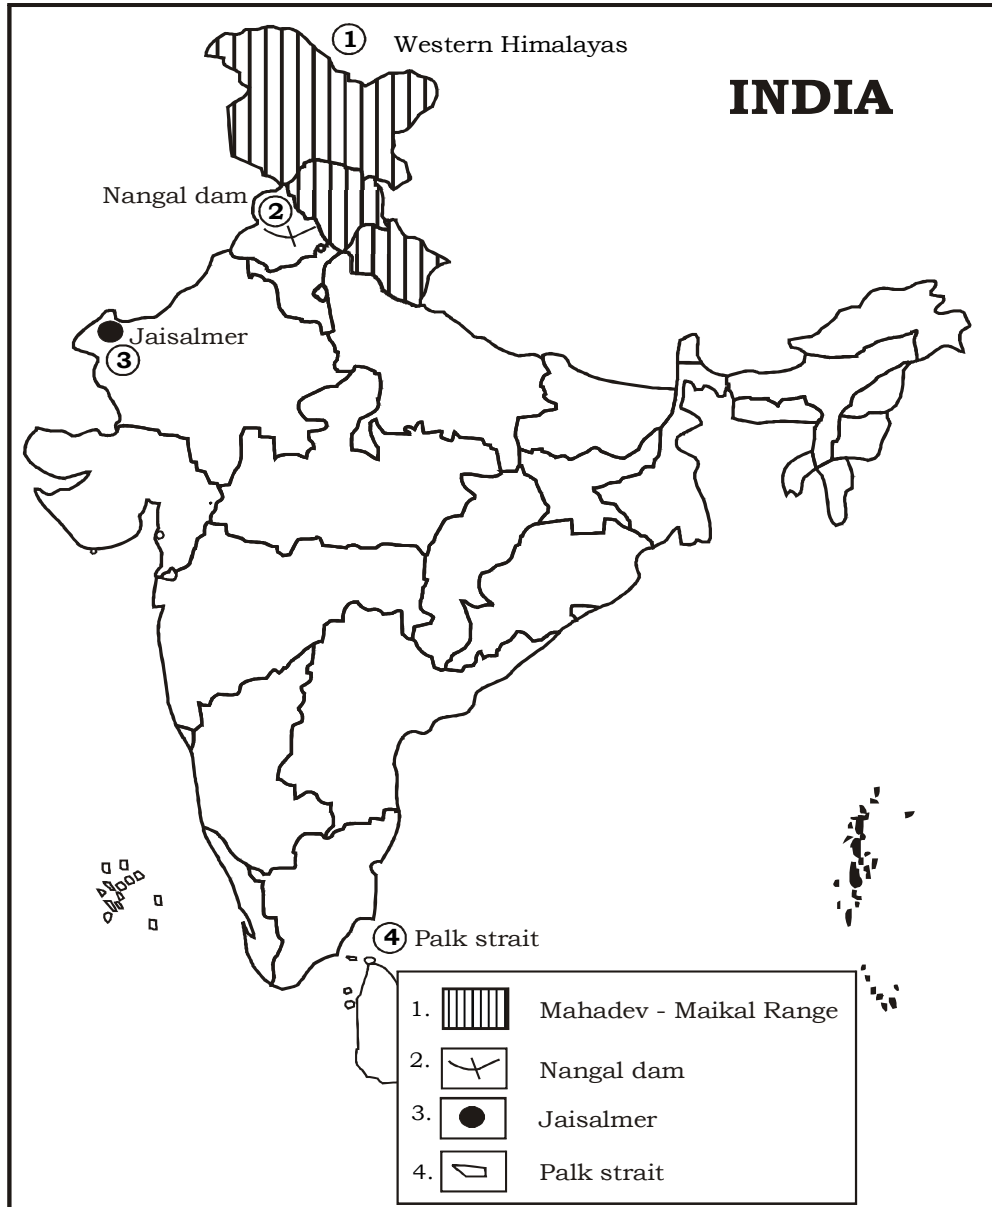 1 Western Himalayas
INDIA
Nangal dam
2
Jaisalmer
3
4 Palk strait
1. Mahadev - Maikal Range
2. Nangal dam
3. Jaisalmer
4. Palk strait